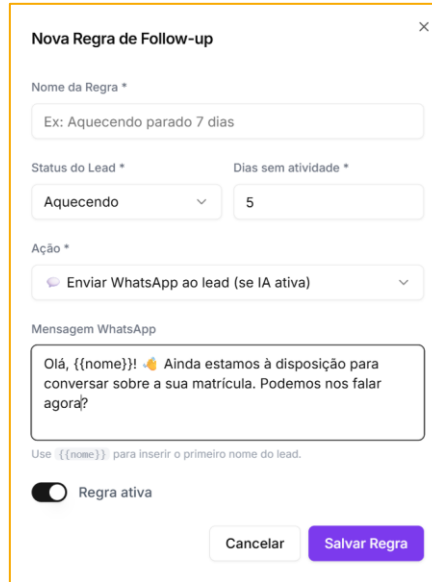 Nova Regra de Follow-up
Nome da Regra *
Ex: Aquecendo parado 7 dias
Status do Lead *
Dias sem atividade *
Aquecendo
5
Ação *
💬 Enviar WhatsApp ao lead (se IA ativa)
Mensagem WhatsApp
Olá, {{nome}}! 👋 Ainda estamos à disposição para
conversar sobre a sua matrícula. Podemos nos falar
agora?
Use {{nome}} para inserir o primeiro nome do lead.
Regra ativa
Cancelar
Salvar Regra